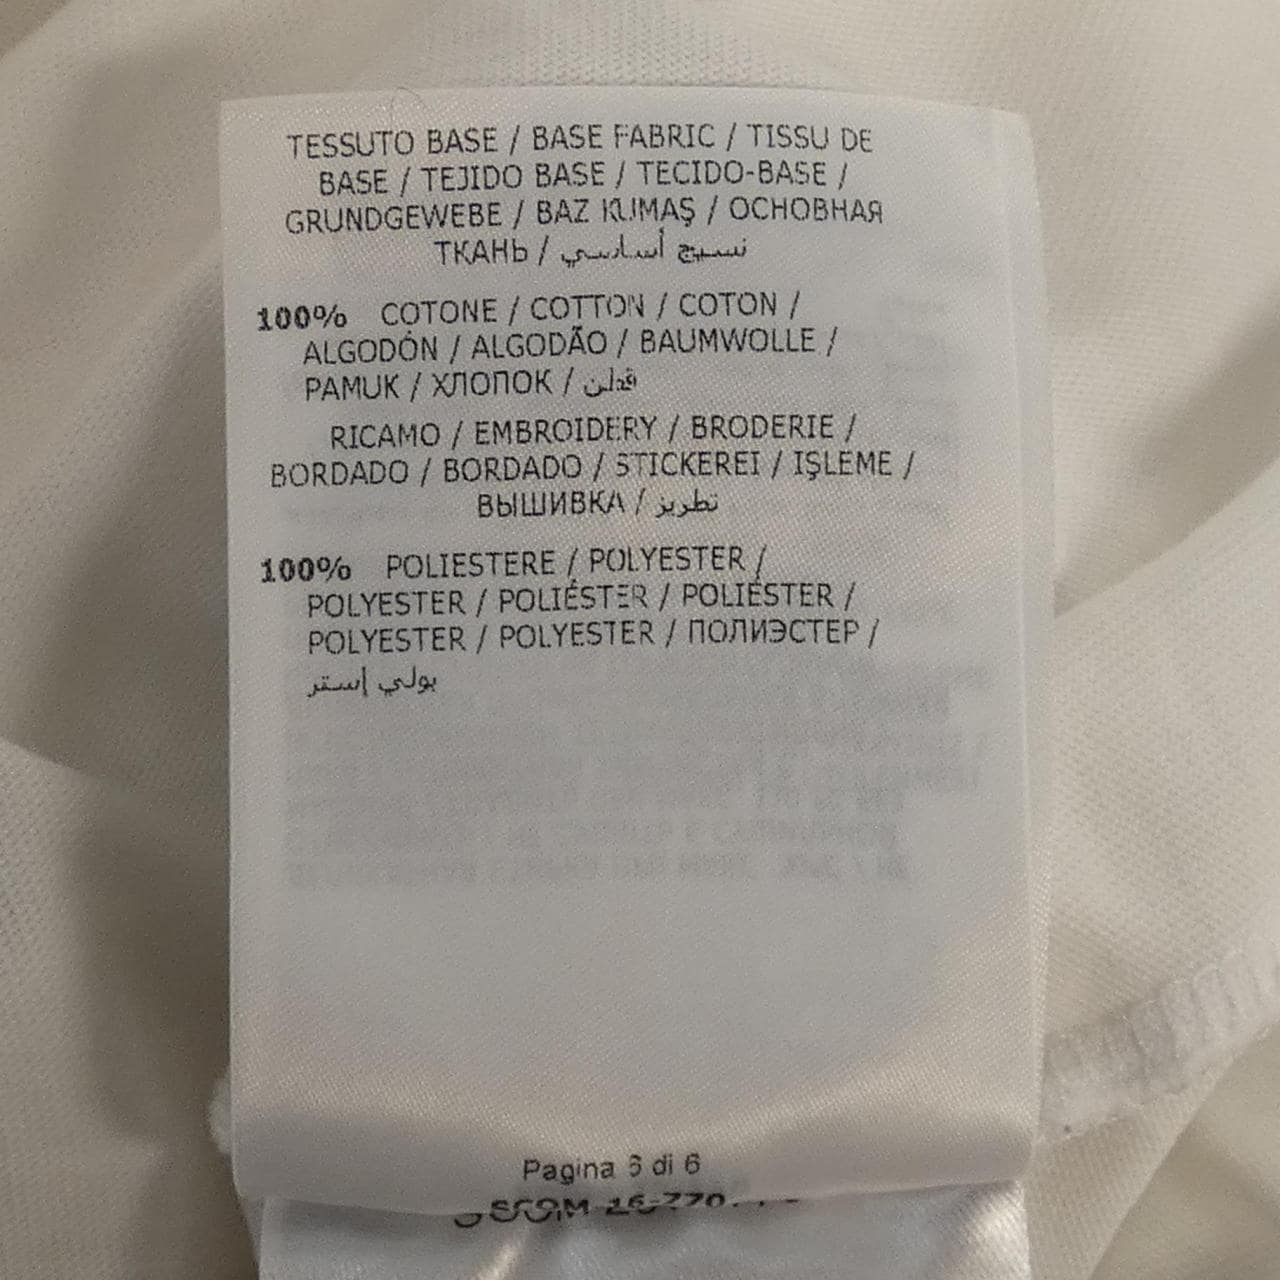 TESSUTO BASE / BASE FABRIC / TISSU DE
BASE / TEJIDO BASE / TECIDO-BASE /
GRUNDGEWEBE / BAZ KUMAŞ / ОСНОВНАЯ
ТКАНЬ / نسيج أساسي
100% COTONE / COTTON / COTON /
ALGODÓN / ALGODÃO / BAUMWOLLE /
PAMUK / ХЛОПОК / قطن
RICAMO / EMBROIDERY / BRODERIE /
BORDADO / BORDADO / STICKEREI / IŞLEME /
ВЫШИВКА / تطريز
100% POLIESTERE / POLYESTER /
POLYESTER / POLIÉSTER / POLIÉSTER /
POLYESTER / POLYESTER / ПОЛИЭСТЕР /
بولي إستر
Pagina 6 di 6